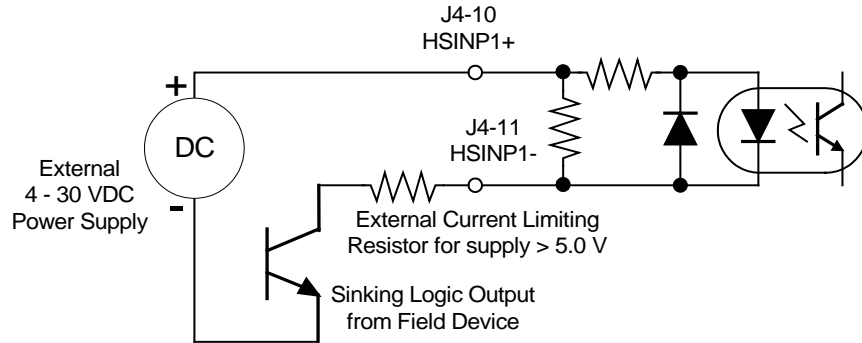 J4-10
HSINP1+
+
DC
-
External
4 - 30 VDC
Power Supply
J4-11
HSINP1-
External Current Limiting
Resistor for supply > 5.0 V
Sinking Logic Output
from Field Device